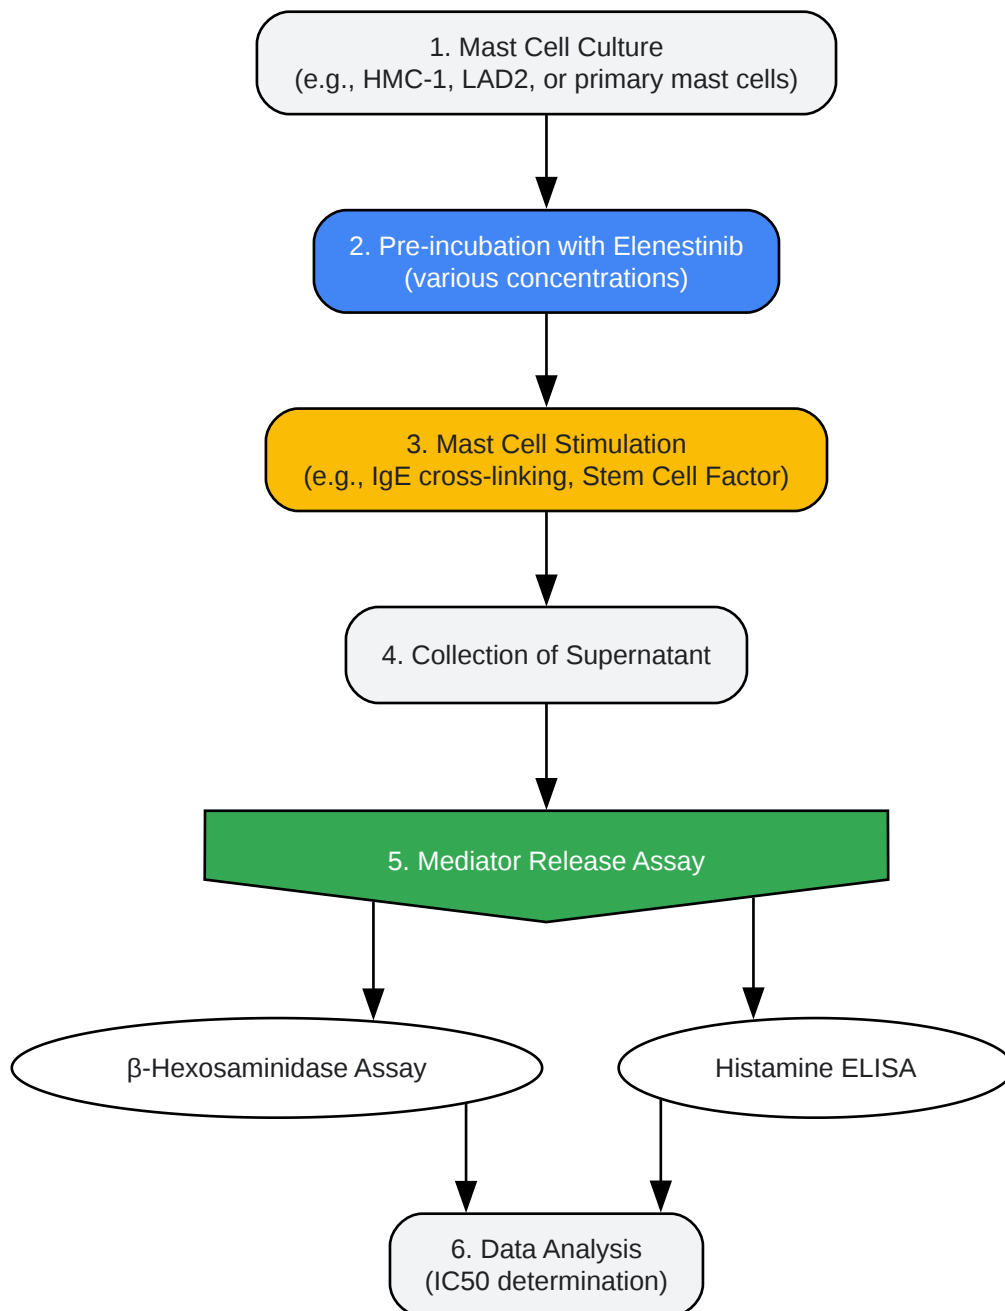 1. Mast Cell Culture
(e.g., HMC-1, LAD2, or primary mast cells)
2. Pre-incubation with Elenestinib
(various concentrations)
3. Mast Cell Stimulation
(e.g., IgE cross-linking, Stem Cell Factor)
4. Collection of Supernatant
5. Mediator Release Assay
β-Hexosaminidase Assay
Histamine ELISA
6. Data Analysis
(IC50 determination)